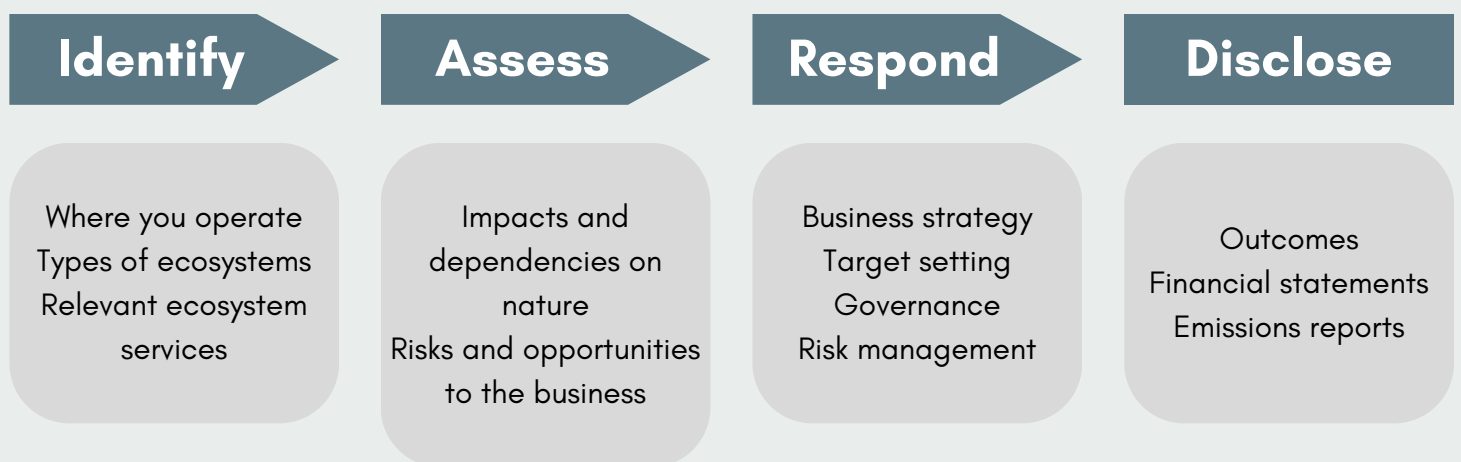 Identify
Where you operate
Types of ecosystems
Relevant ecosystem
services
Assess
Impacts and
dependencies on
nature
Risks and opportunities
to the business
Respond
Business strategy
Target setting
Governance
Risk management
Disclose
Outcomes
Financial statements
Emissions reports